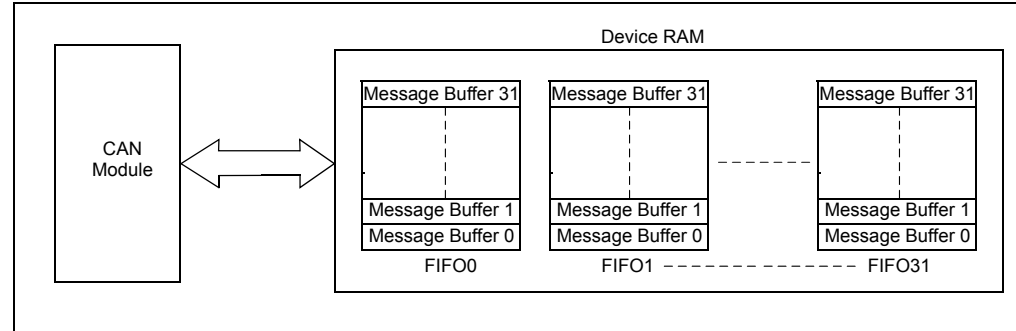 Device RAM
CAN
Module
Message Buffer 31
Message Buffer 1
Message Buffer 0
FIFO0
Message Buffer 31
Message Buffer 1
Message Buffer 0
FIFO1
Message Buffer 31
Message Buffer 1
Message Buffer 0
FIFO31